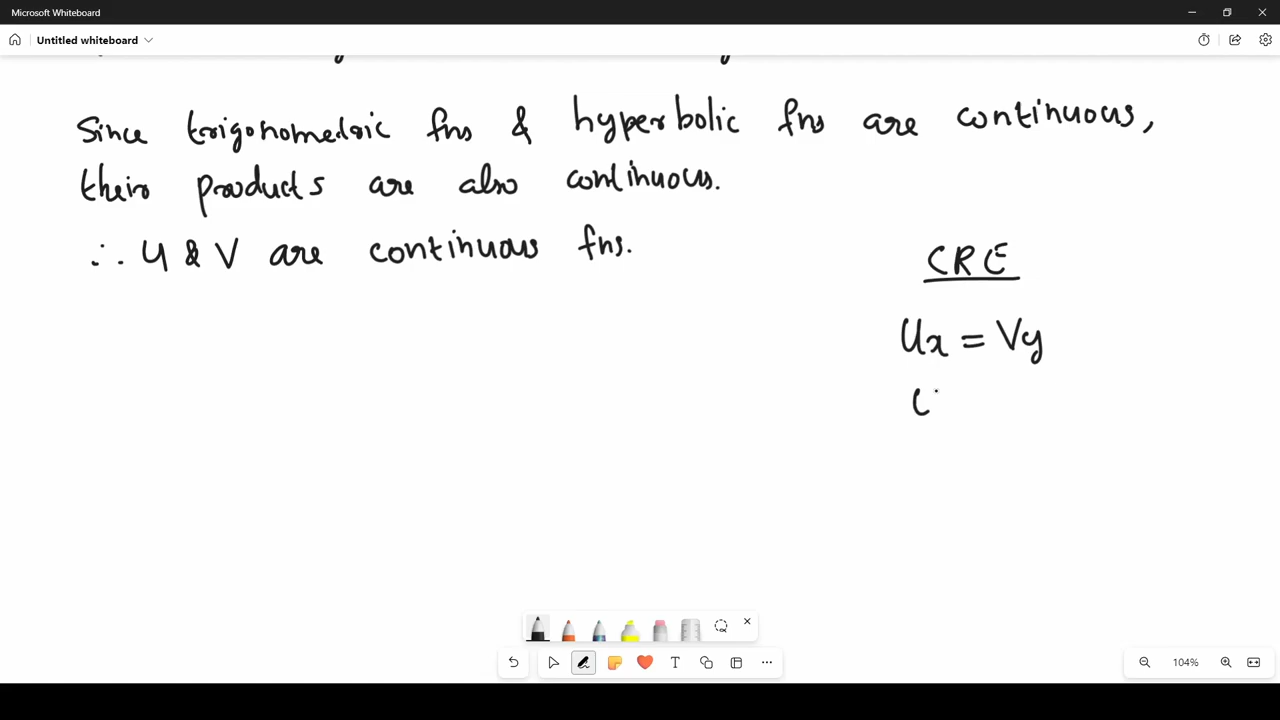 Microsoft Whiteboard
Untitled whiteboard
Since trigonometric fns & hyperbolic fns are continuous,
their products are also continuous.
∴ U & V are continuous fns.
CRE
Ux = Vy
104%